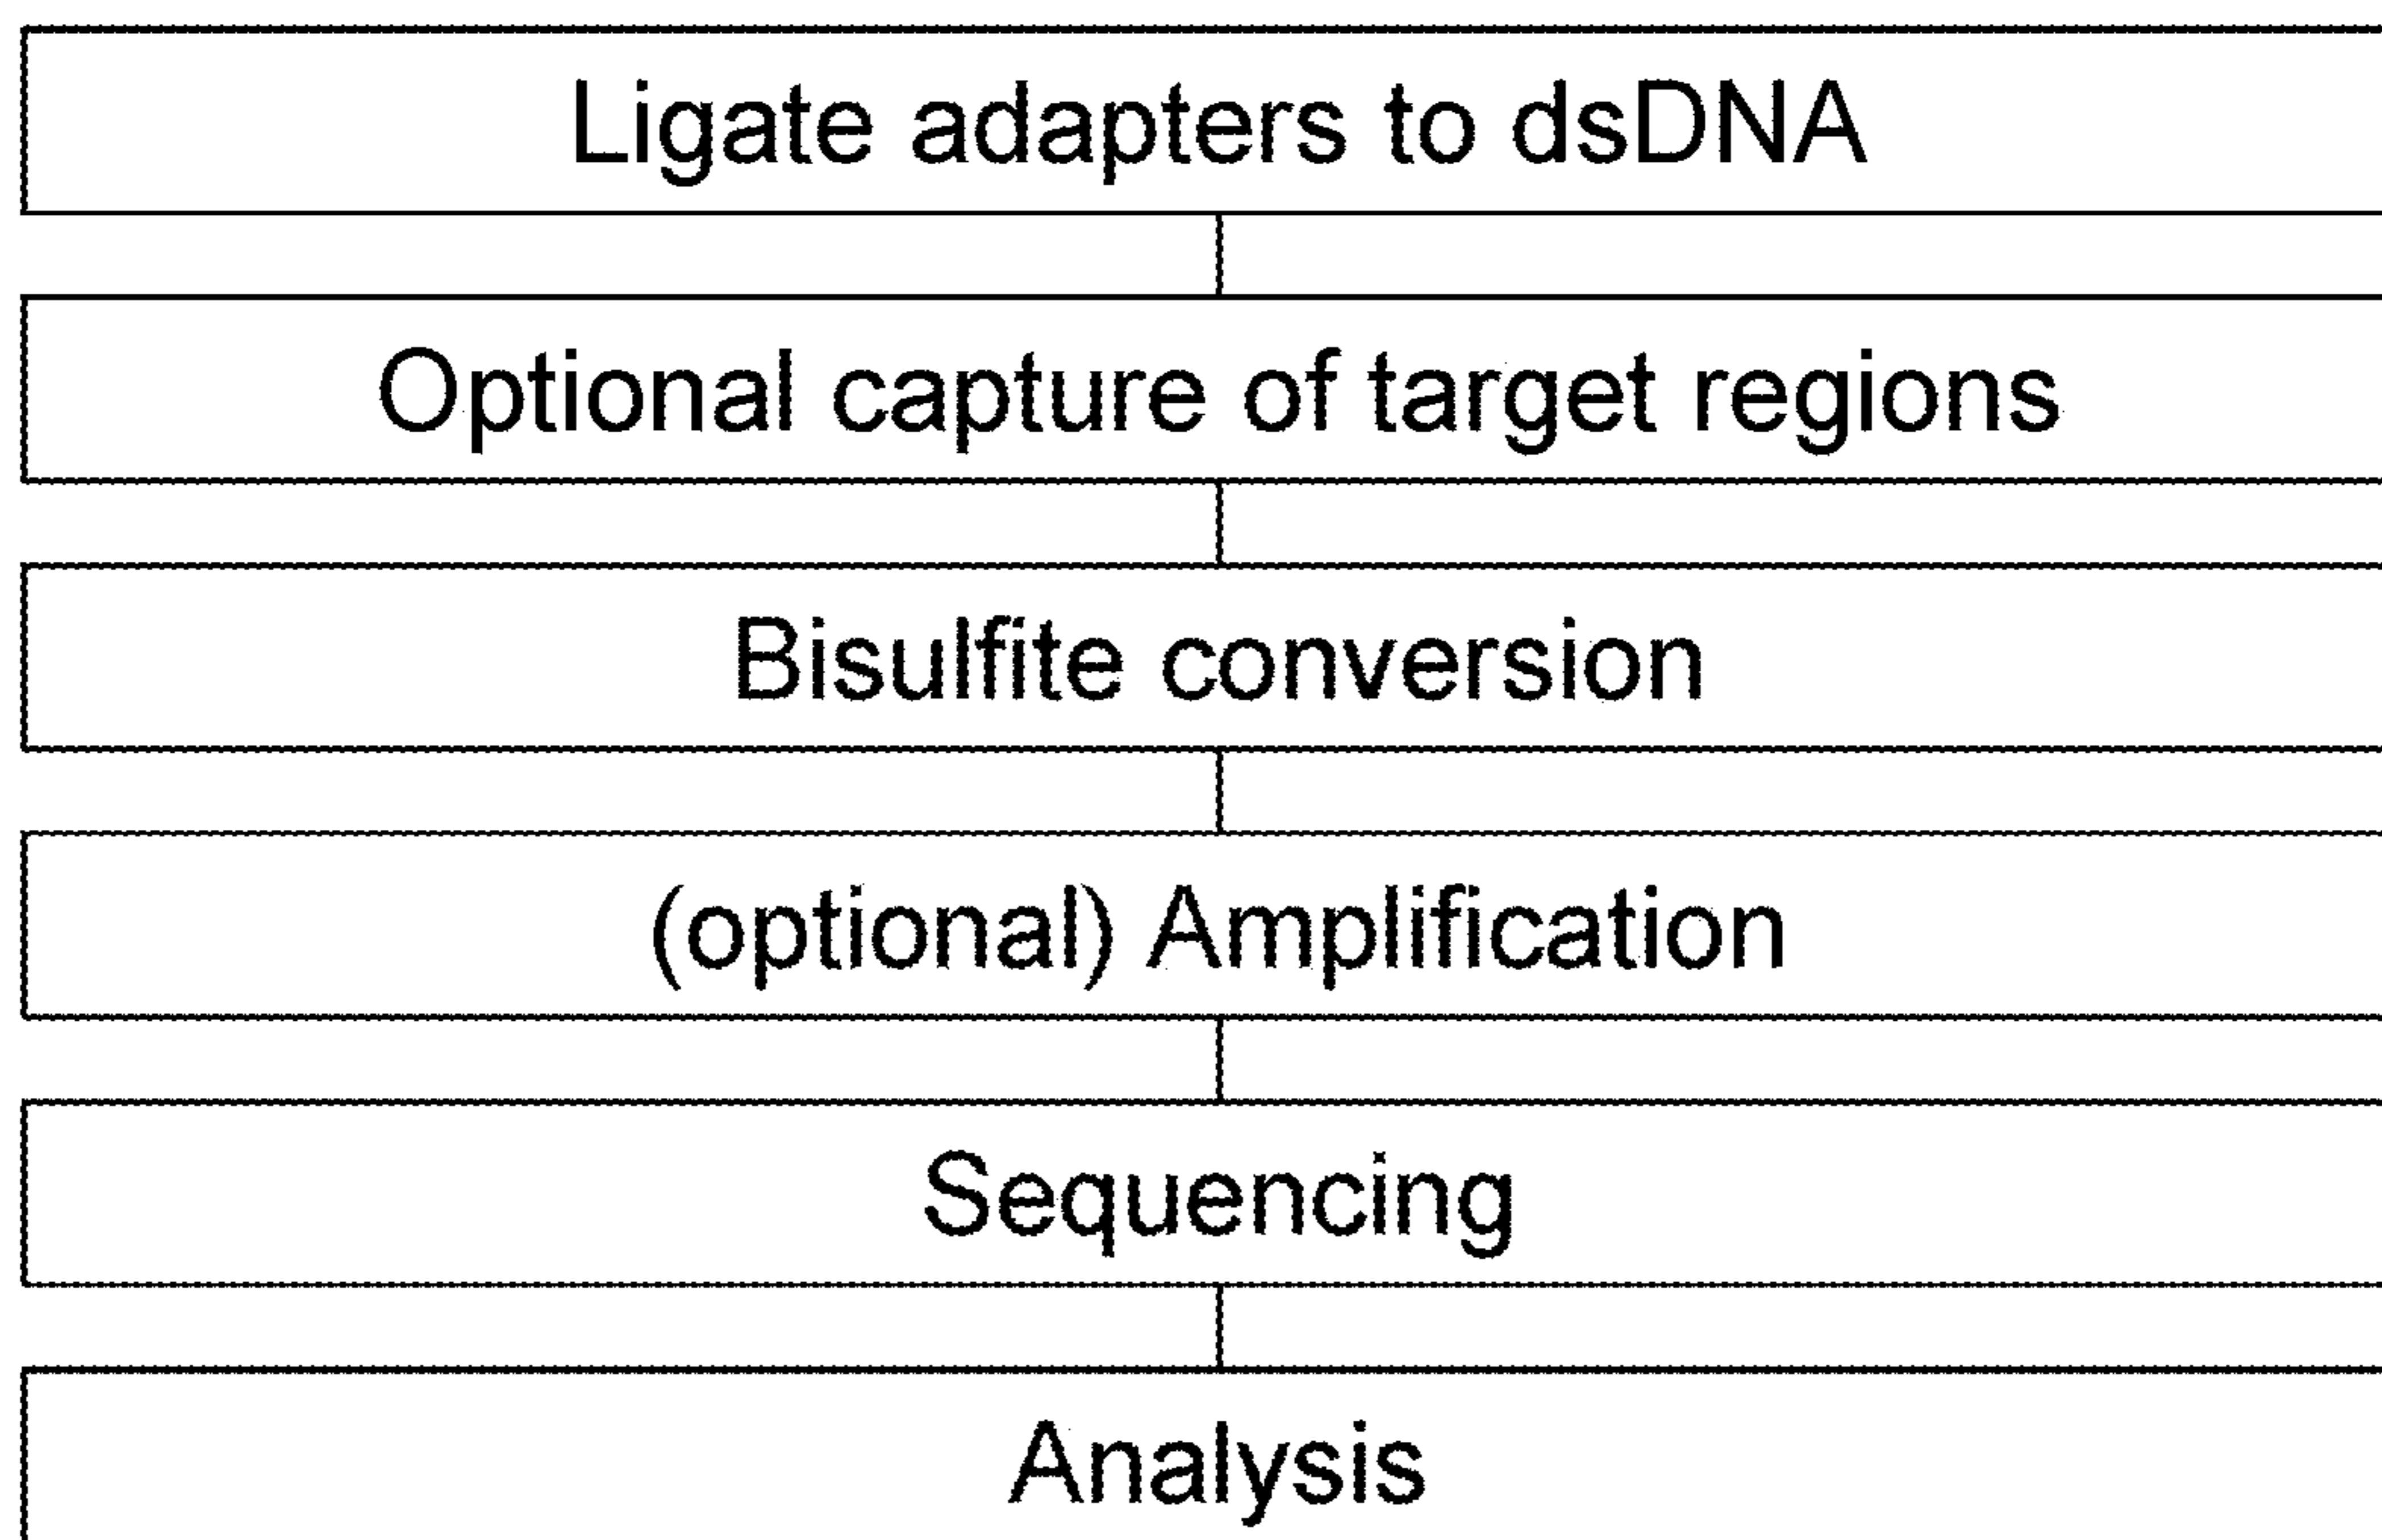 Ligate adapters to dsDNA
Optional capture of target regions
Bisulfite conversion
(optional) Amplification
Sequencing
Analysis